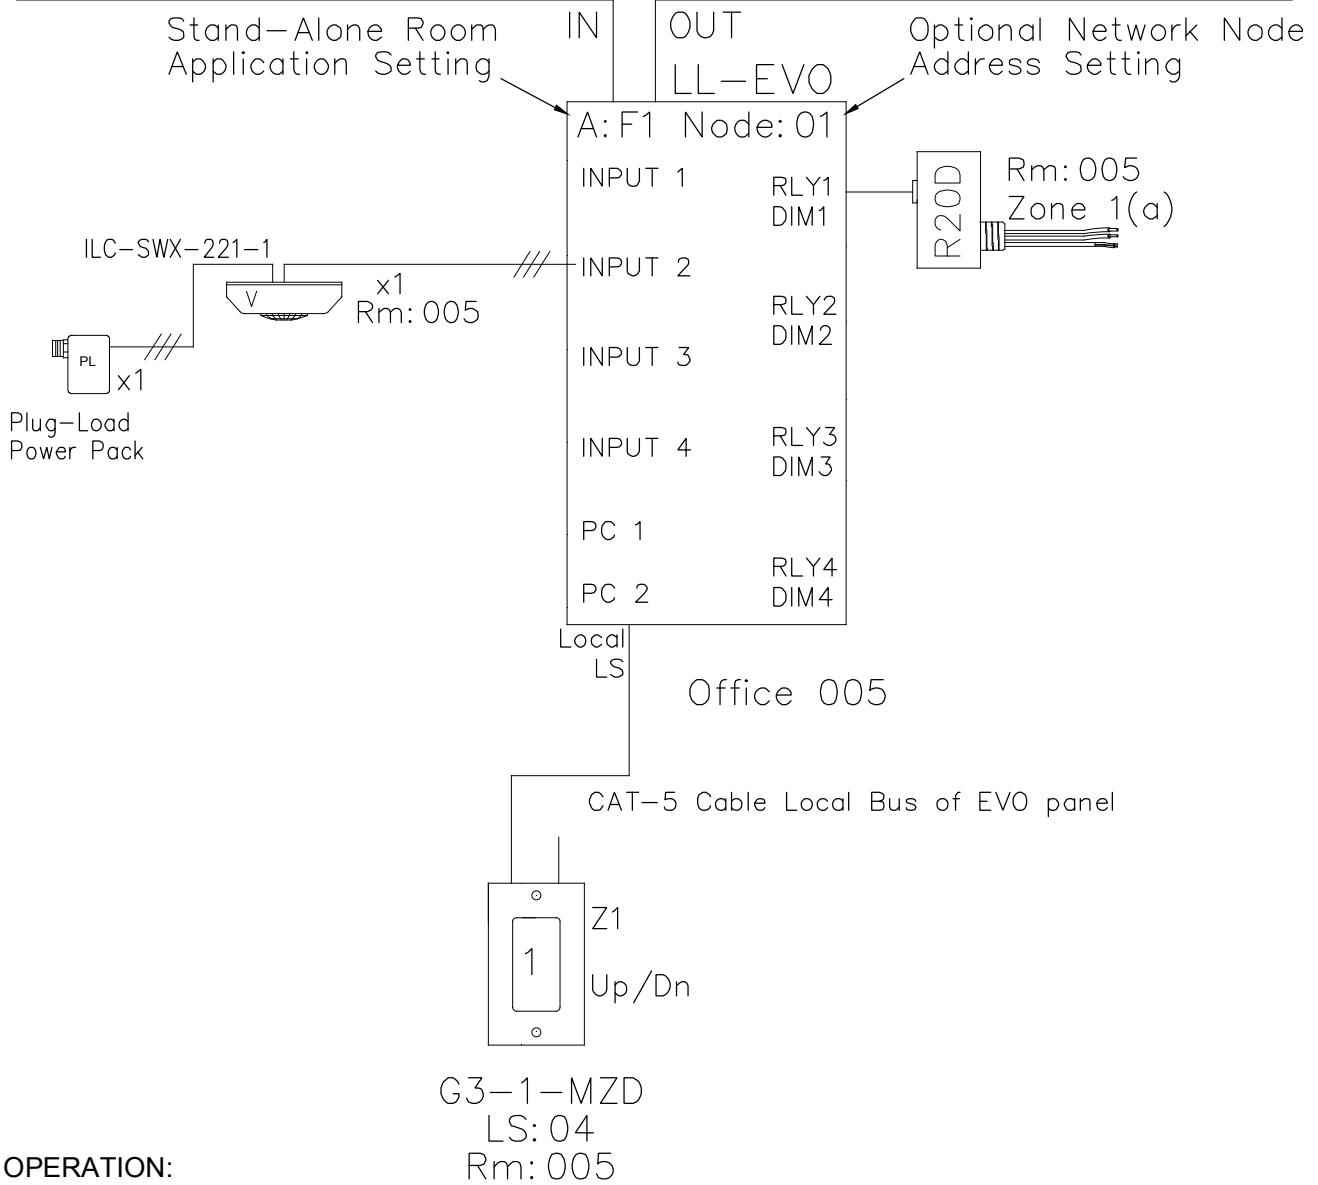 Stand-Alone Room
Application Setting
IN
OUT
LL-EVO
Optional Network Node
Address Setting
A: F1 Node: 01
INPUT 1
RLY1
DIM1
R20D
Rm: 005
Zone 1(a)
ILC-SWX-221-1
V
x1
Rm: 005
INPUT 2
RLY2
DIM2
PL
x1
Plug-Load
Power Pack
INPUT 3
INPUT 4
RLY3
DIM3
PC 1
PC 2
RLY4
DIM4
Local
LS
Office 005
CAT-5 Cable Local Bus of EVO panel
1
Z1
Up/Dn
G3-1-MZD
LS: 04
Rm: 005
OPERATION: